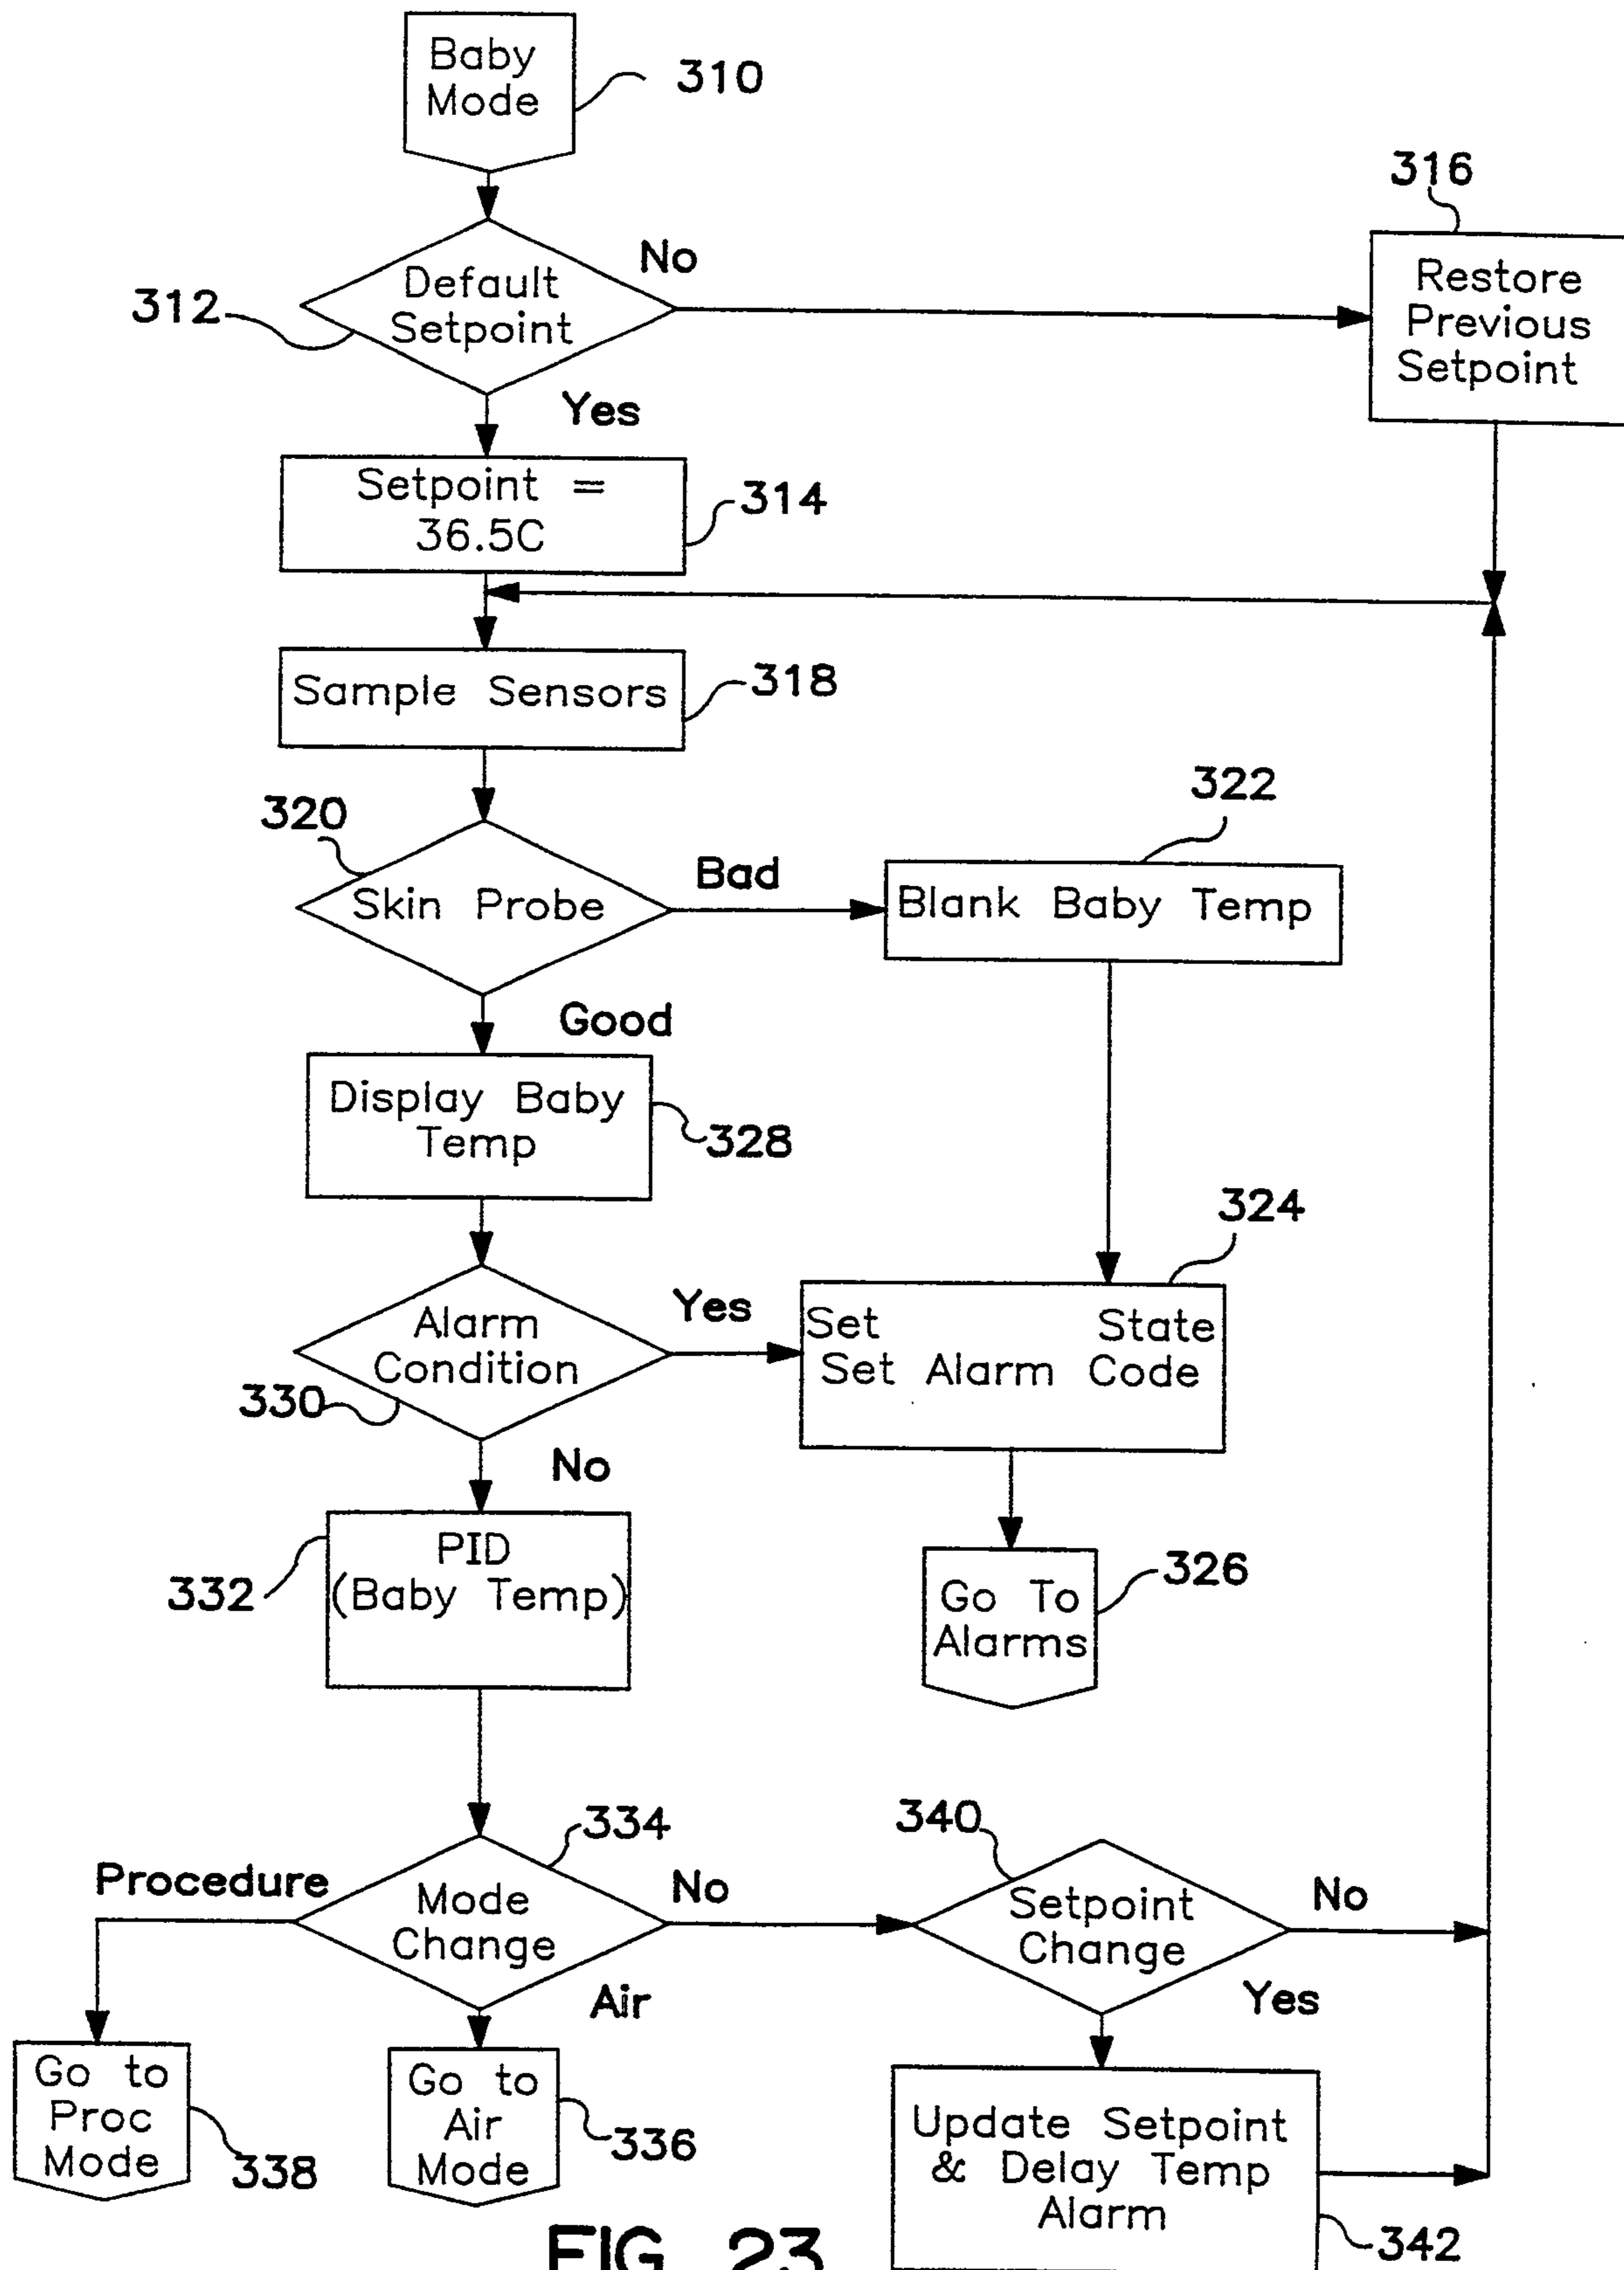 Baby
Mode
310
316
312
Default
Setpoint
No
Restore
Previous
Setpoint
Yes
Setpoint =
36.5C
314
Sample Sensors
318
320
Skin Probe
Bad
322
Blank Baby Temp
Good
Display Baby
Temp
328
324
Alarm
Condition
330
Yes
Set State
Set Alarm Code
No
332
PID
(Baby Temp)
Go To
Alarms
326
334
Procedure
Mode
Change
No
340
Setpoint
Change
No
Air
Yes
Go to
Proc
Mode
338
Go to
Air
Mode
336
Update Setpoint
& Delay Temp
Alarm
342
FIG. 23